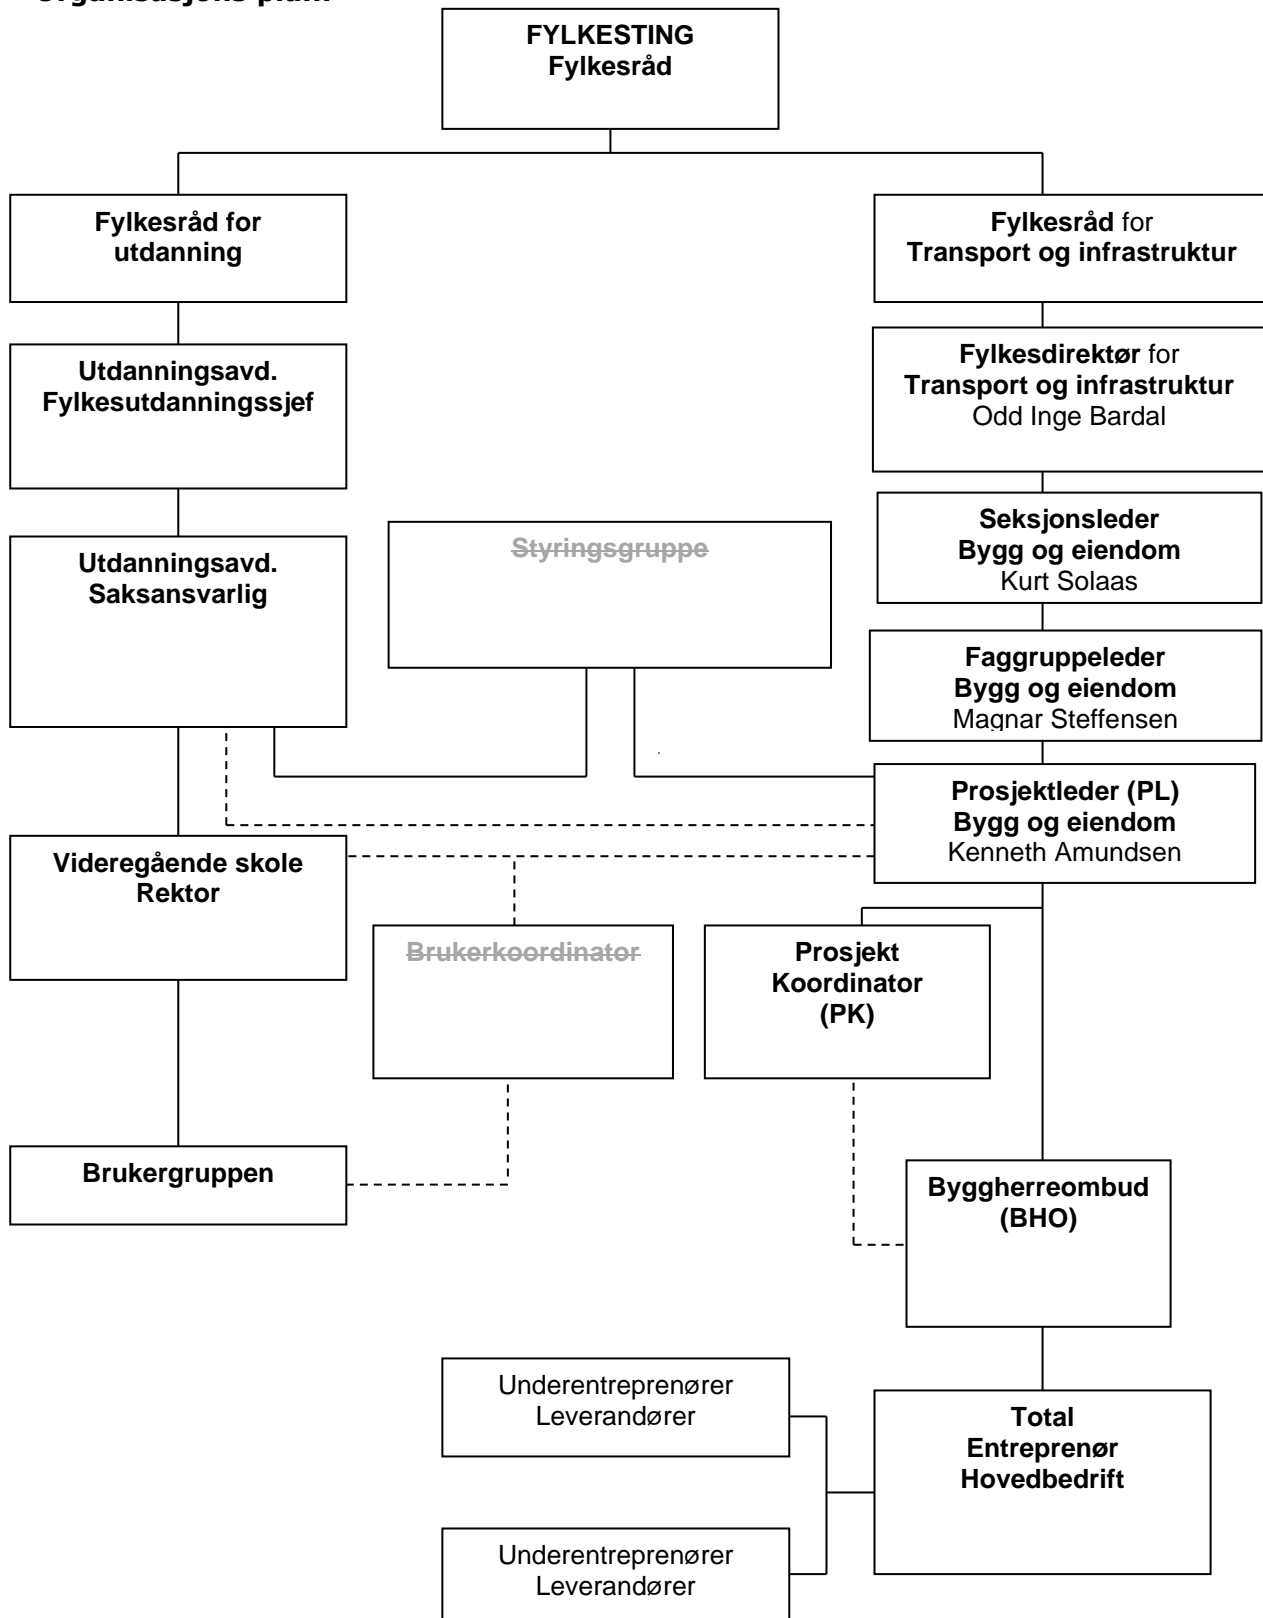 FYLKESTING
Fylkesråd
Fylkesråd for
utdanning
Fylkesråd for
Transport og infrastruktur
Utdanningsavd.
Fylkesutdanningssjef
Fylkesdirektør for
Transport og infrastruktur
Odd Inge Bardal
Seksjonsleder
Bygg og eiendom
Kurt Solaas
Styringsgruppe
Utdanningsavd.
Saksansvarlig
Faggruppeleder
Bygg og eiendom
Magnar Steffensen
Prosjektleder (PL)
Bygg og eiendom
Kenneth Amundsen
Videregående skole
Rektor
Brukerkoordinator
Prosjekt
Koordinator
(PK)
Brukergruppen
Byggherreombud
(BHO)
Underentreprenører
Leverandører
Total
Entreprenør
Hovedbedrift
Underentreprenører
Leverandører